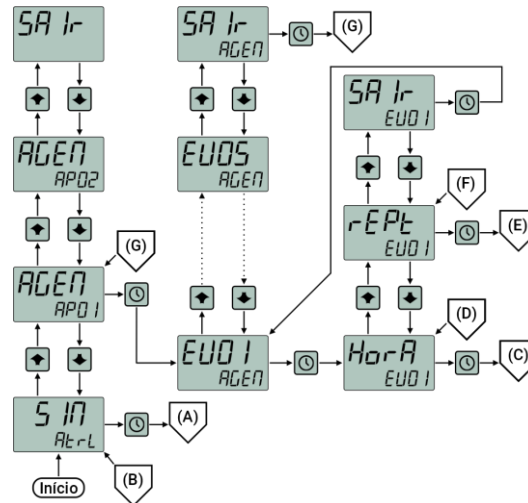 SAIr
AGEN
AP02
(G)
AGEN
AP01
SIN
AtrL
(A)
Início
(B)
SAIr
AGEN
(G)
EU05
AGEN
EU01
AGEN
SAIr
EU01
(F)
rEPt
EU01
(E)
(D)
HorA
EU01
(C)